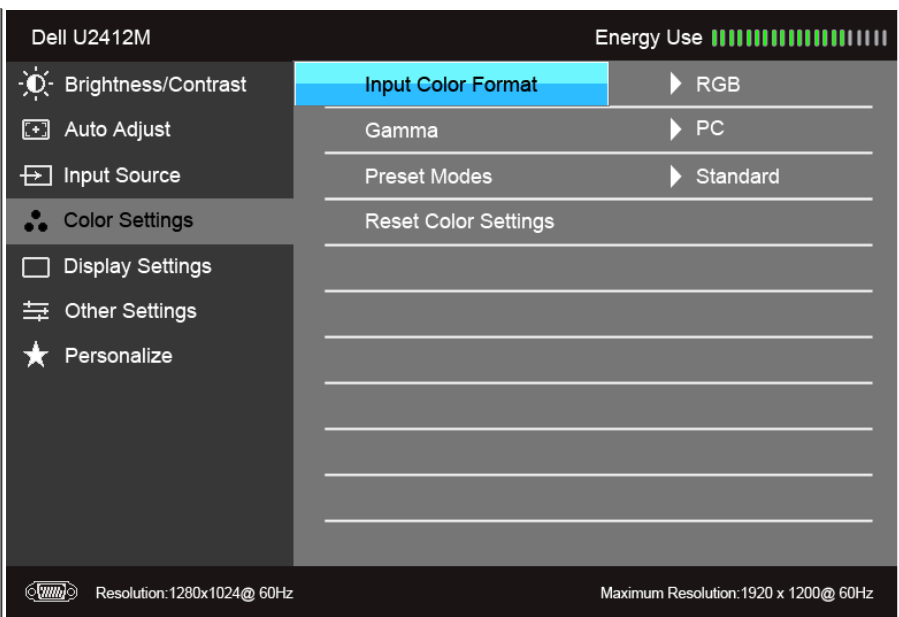 Dell U2412M Energy Use
Brightness/Contrast Input Color Format RGB
Auto Adjust Gamma PC
Input Source Preset Modes Standard
Color Settings Reset Color Settings
Display Settings
Other Settings
Personalize
Resolution:1280x1024@ 60Hz Maximum Resolution:1920 x 1200@ 60Hz